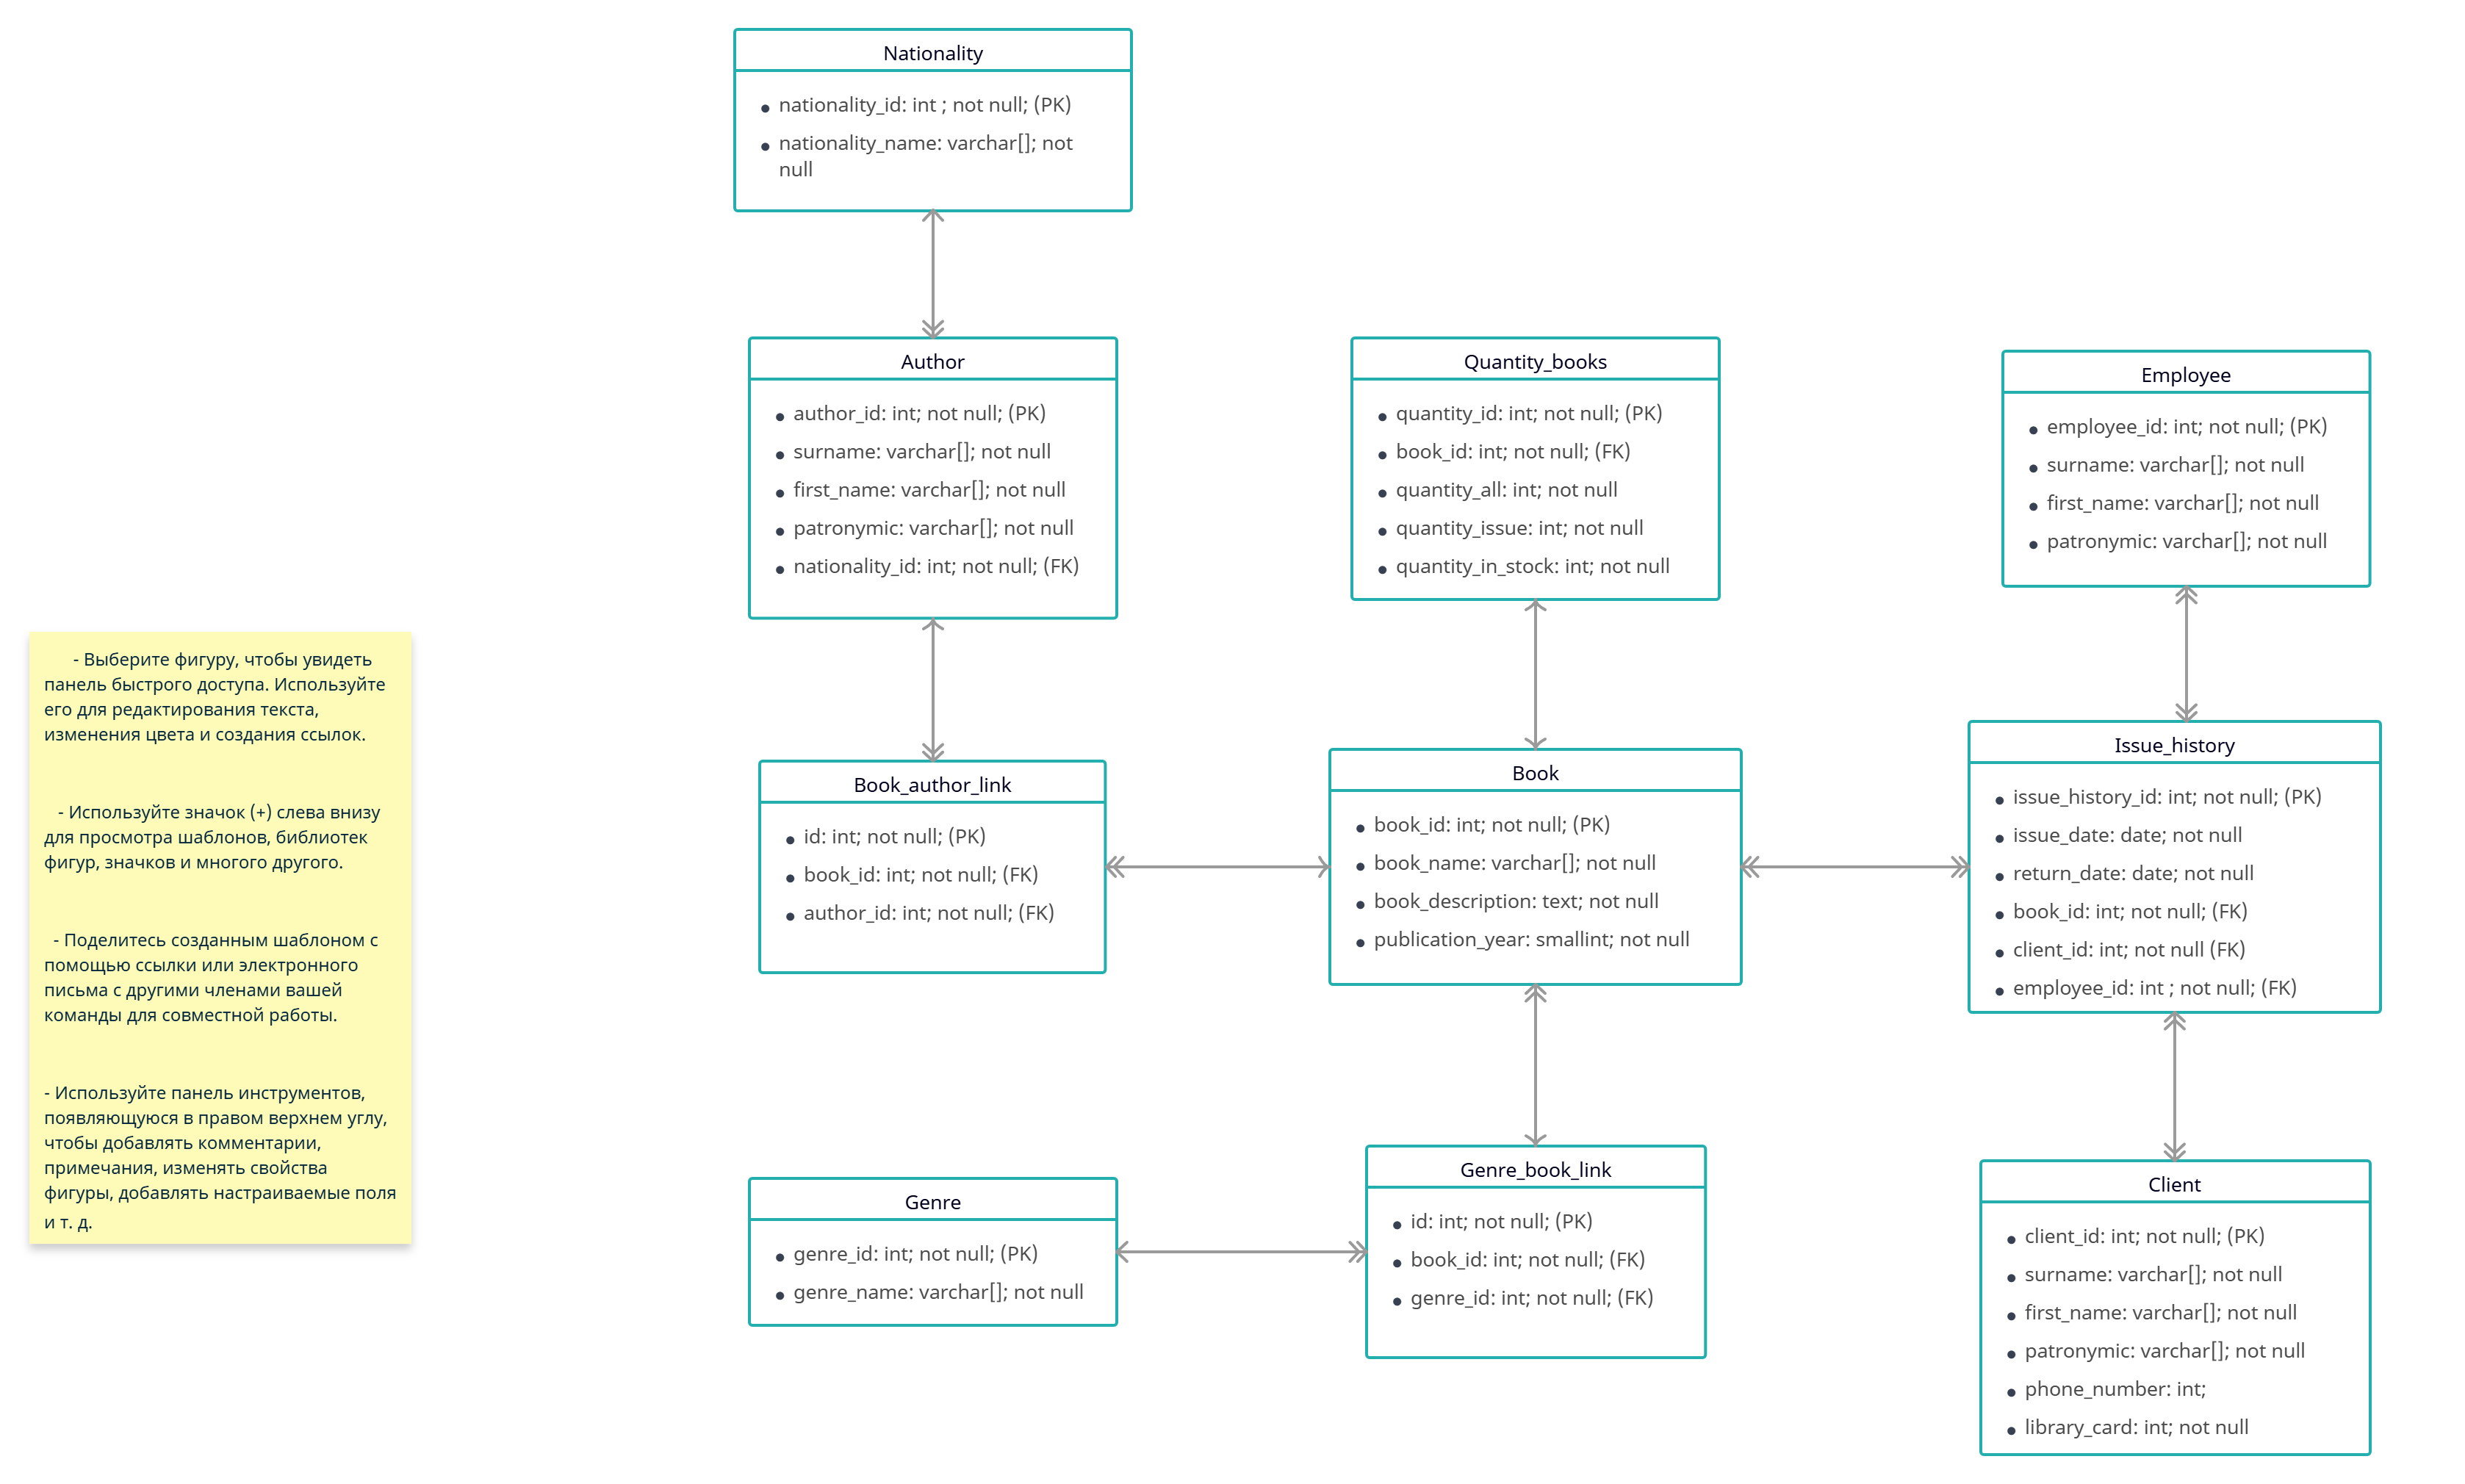 Nationality
nationality_id: int ; not null; (PK)
nationality_name: varchar[]; not
null
Author
author_id: int; not null; (PK)
surname: varchar[]; not null
first_name: varchar[]; not null
patronymic: varchar[]; not null
nationality_id: int; not null; (FK)
Quantity_books
quantity_id: int; not null; (PK)
book_id: int; not null; (FK)
quantity_all: int; not null
quantity_issue: int; not null
quantity_in_stock: int; not null
Employee
employee_id: int; not null; (PK)
surname: varchar[]; not null
first_name: varchar[]; not null
patronymic: varchar[]; not null
- Выберите фигуру, чтобы увидеть
панель быстрого доступа. Используйте
его для редактирования текста,
изменения цвета и создания ссылок.
- Используйте значок (+) слева внизу
для просмотра шаблонов, библиотек
фигур, значков и многого другого.
- Поделитесь созданным шаблоном с
помощью ссылки или электронного
письма с другими членами вашей
команды для совместной работы.
- Используйте панель инструментов,
появляющуюся в правом верхнем углу,
чтобы добавлять комментарии,
примечания, изменять свойства
фигуры, добавлять настраиваемые поля
и т. д.
Book_author_link
id: int; not null; (PK)
book_id: int; not null; (FK)
author_id: int; not null; (FK)
Book
book_id: int; not null; (PK)
book_name: varchar[]; not null
book_description: text; not null
publication_year: smallint; not null
Issue_history
issue_history_id: int; not null; (PK)
issue_date: date; not null
return_date: date; not null
book_id: int; not null; (FK)
client_id: int; not null (FK)
employee_id: int ; not null; (FK)
Genre
genre_id: int; not null; (PK)
genre_name: varchar[]; not null
Genre_book_link
id: int; not null; (PK)
book_id: int; not null; (FK)
genre_id: int; not null; (FK)
Client
client_id: int; not null; (PK)
surname: varchar[]; not null
first_name: varchar[]; not null
patronymic: varchar[]; not null
phone_number: int;
library_card: int; not null